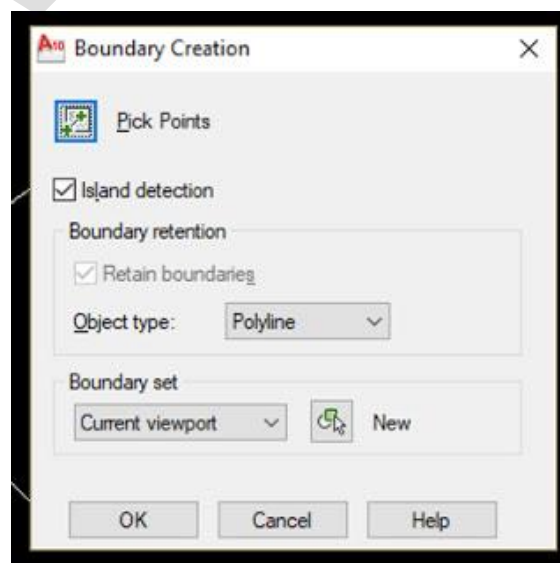 A10 Boundary Creation
Pick Points
Island detection
Boundary retention
Retain boundaries
Object type: Polyline
Boundary set
Current viewport New
OK Cancel Help